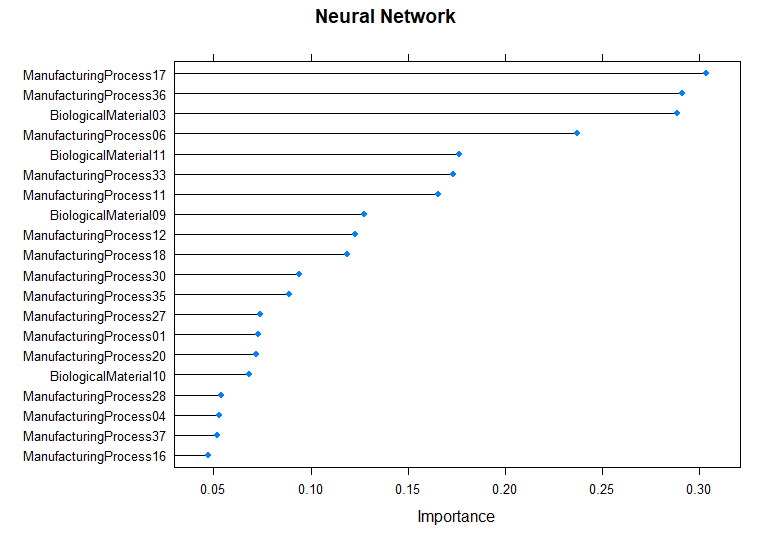 Neural Network
ManufacturingProcess17
ManufacturingProcess36
BiologicalMaterial03
ManufacturingProcess06
BiologicalMaterial11
ManufacturingProcess33
ManufacturingProcess11
BiologicalMaterial09
ManufacturingProcess12
ManufacturingProcess18
ManufacturingProcess30
ManufacturingProcess35
ManufacturingProcess27
ManufacturingProcess01
ManufacturingProcess20
BiologicalMaterial10
ManufacturingProcess28
ManufacturingProcess04
ManufacturingProcess37
ManufacturingProcess16
0.05 0.10 0.15 0.20 0.25 0.30
Importance